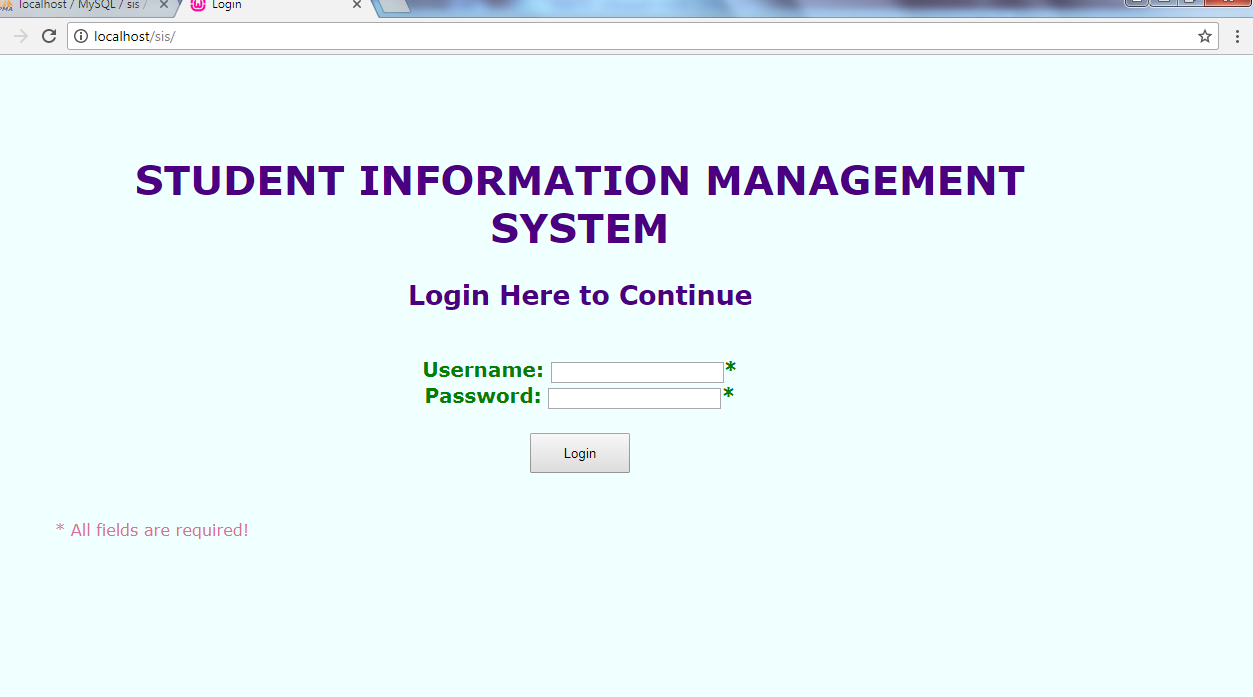 localhost / MySQL / sis /
Login
localhost/sis/
STUDENT INFORMATION MANAGEMENT
SYSTEM
Login Here to Continue
Username: *
Password: *
Login
* All fields are required!